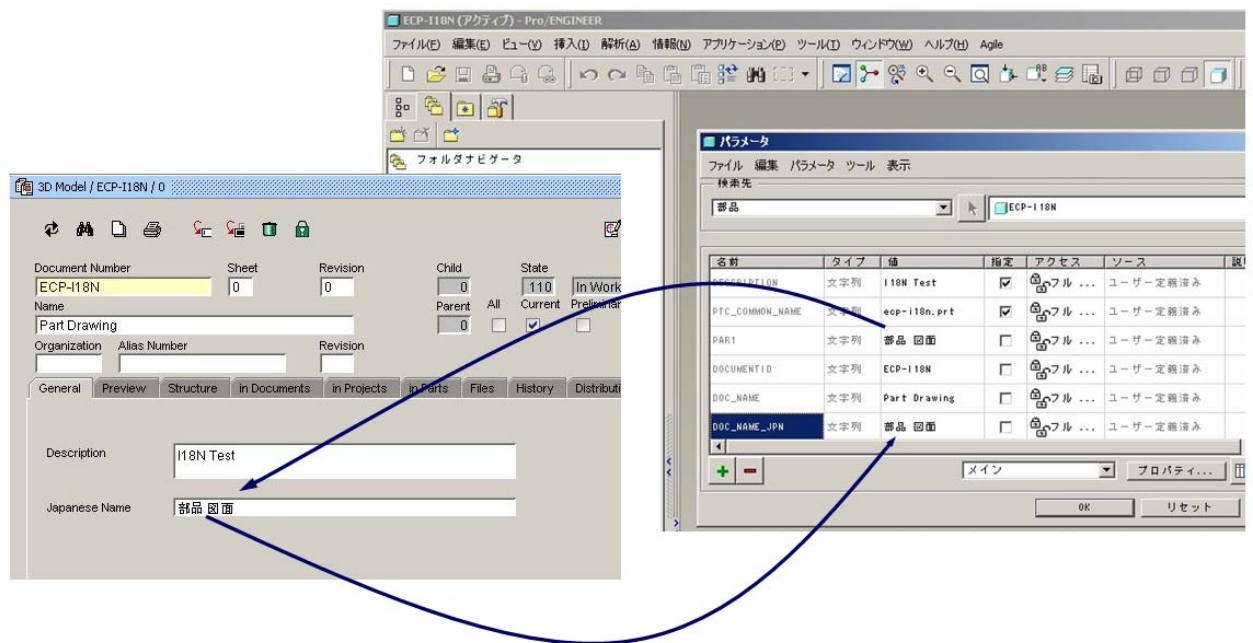 ECP-I18N (アクティブ) - Pro/ENGINEER
ファイル(F) 編集(E) ビュー(V) 挿入(I) 解析(A) 情報(N) アプリケーション(P) ツール(T) ウィンドウ(W) ヘルプ(H) Agile
フォルダナビゲータ
パラメータ
ファイル 編集 パラメータ ツール 表示
検索先
部品
ECP-I18N
名前 タイプ 値 指定 アクセス ソース
DESCRIPTION 文字列 I18N Test フル ... ユーザー定義済み
PTC_COMMON_NAME 文字列 ecp-i18n.prt フル ... ユーザー定義済み
PAR1 文字列 部品 図面 フル ... ユーザー定義済み
DOCUMENTID 文字列 ECP-I18N フル ... ユーザー定義済み
DOC_NAME 文字列 Part Drawing フル ... ユーザー定義済み
DOC_NAME_JPN 文字列 部品 図面 フル ... ユーザー定義済み
メイン プロパティ...
OK リセット
3D Model / ECP-I18N / 0
Document Number Sheet Revision Child State
ECP-I18N 0 0 0 110 In Work
Name Parent All Current Preliminar
Part Drawing 0
Organization Alias Number Revision
General Preview Structure in Documents in Projects in Parts Files History Distributi
Description I18N Test
Japanese Name 部品 図面